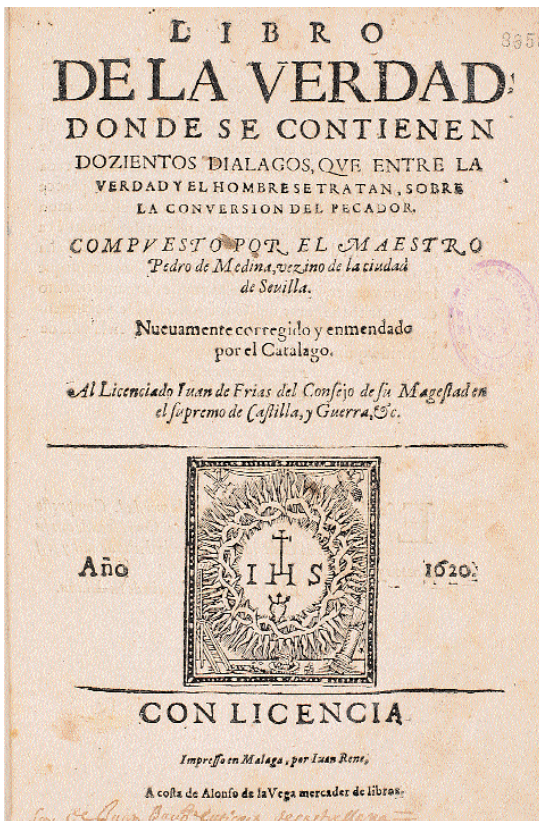 LIBRO
835
DE LA VERDAD:
DONDE SE CONTIENEN
DOZIENTOS DIALAGOS, QVE ENTRE LA
VERDAD Y EL HOMBRE SE TRATAN, SOBRE
LA CONVERSION DEL PECADOR.
COMPVESTO POR EL MAESTRO
Pedro de Medina, vezino de la ciudad
de Sevilla.
Nueuamente corregido y enmendado
por el Catalago.
Al Licenciado Iuan de Frias del Consejo de su Magestad en
el supremo de Castilla, y Guerra, &c.
Año
IHS
1620.
CON LICENCIA
Impresso en Malaga, por Iuan Rene,
A costa de Alonso de la Vega mercader de libros.